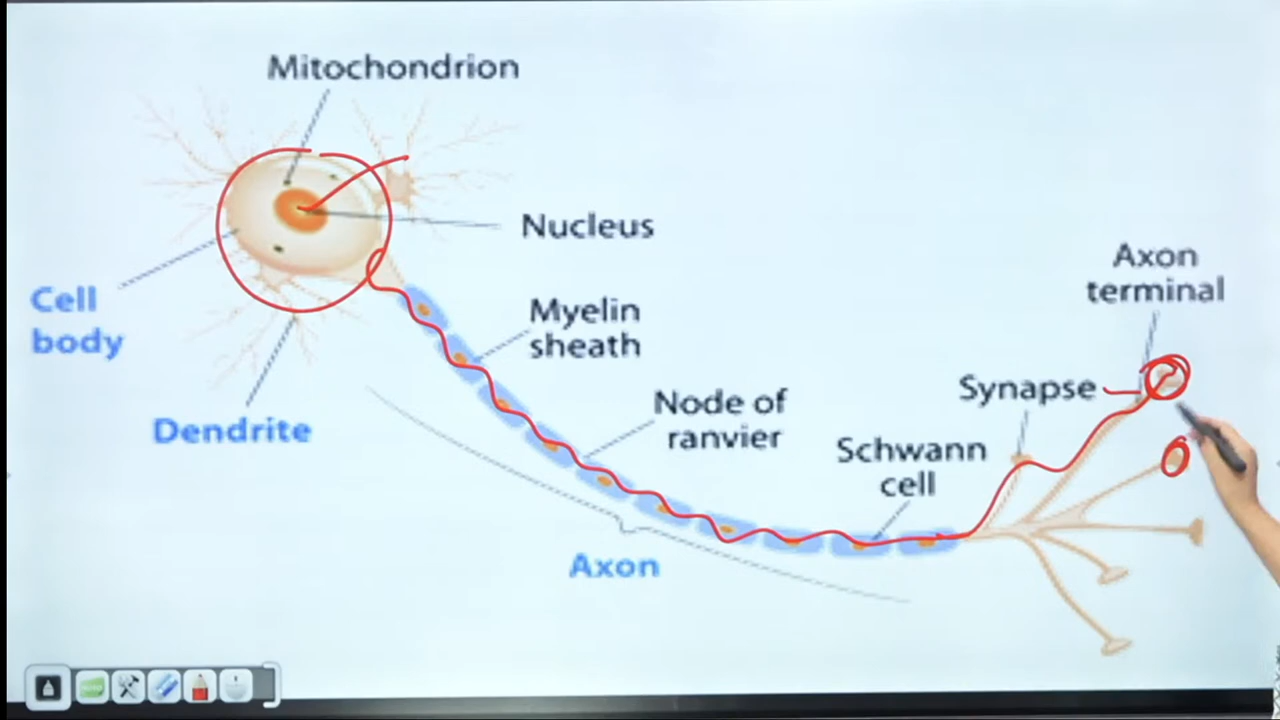 Mitochondrion
Nucleus
Cell
body
Myelin
sheath
Dendrite
Node of
ranvier
Axon
terminal
Synapse
Schwann
cell
Axon